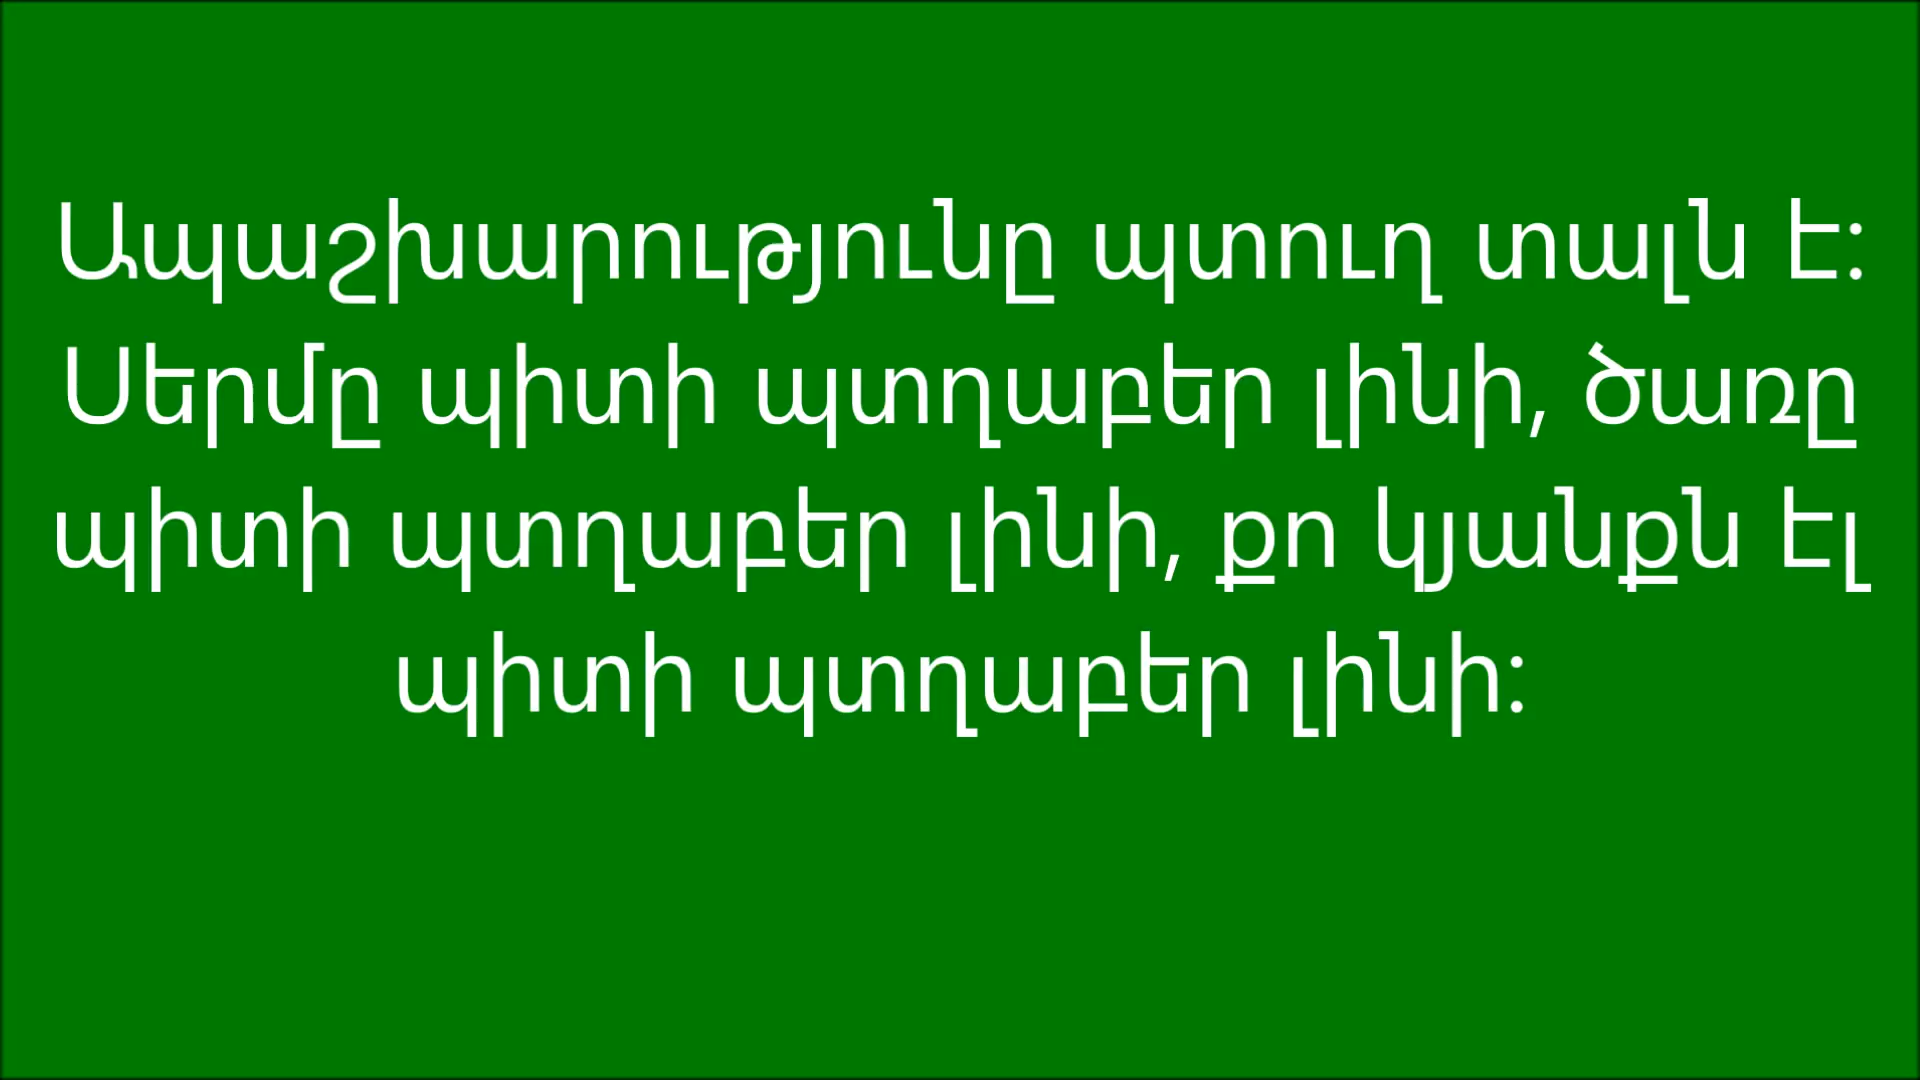 Ապաշխարությունը պտուղ տալն է:
Սերմը պիտի պտղաբեր լինի, ծառը
պիտի պտղաբեր լինի, քո կյանքն էլ
պիտի պտղաբեր լինի: